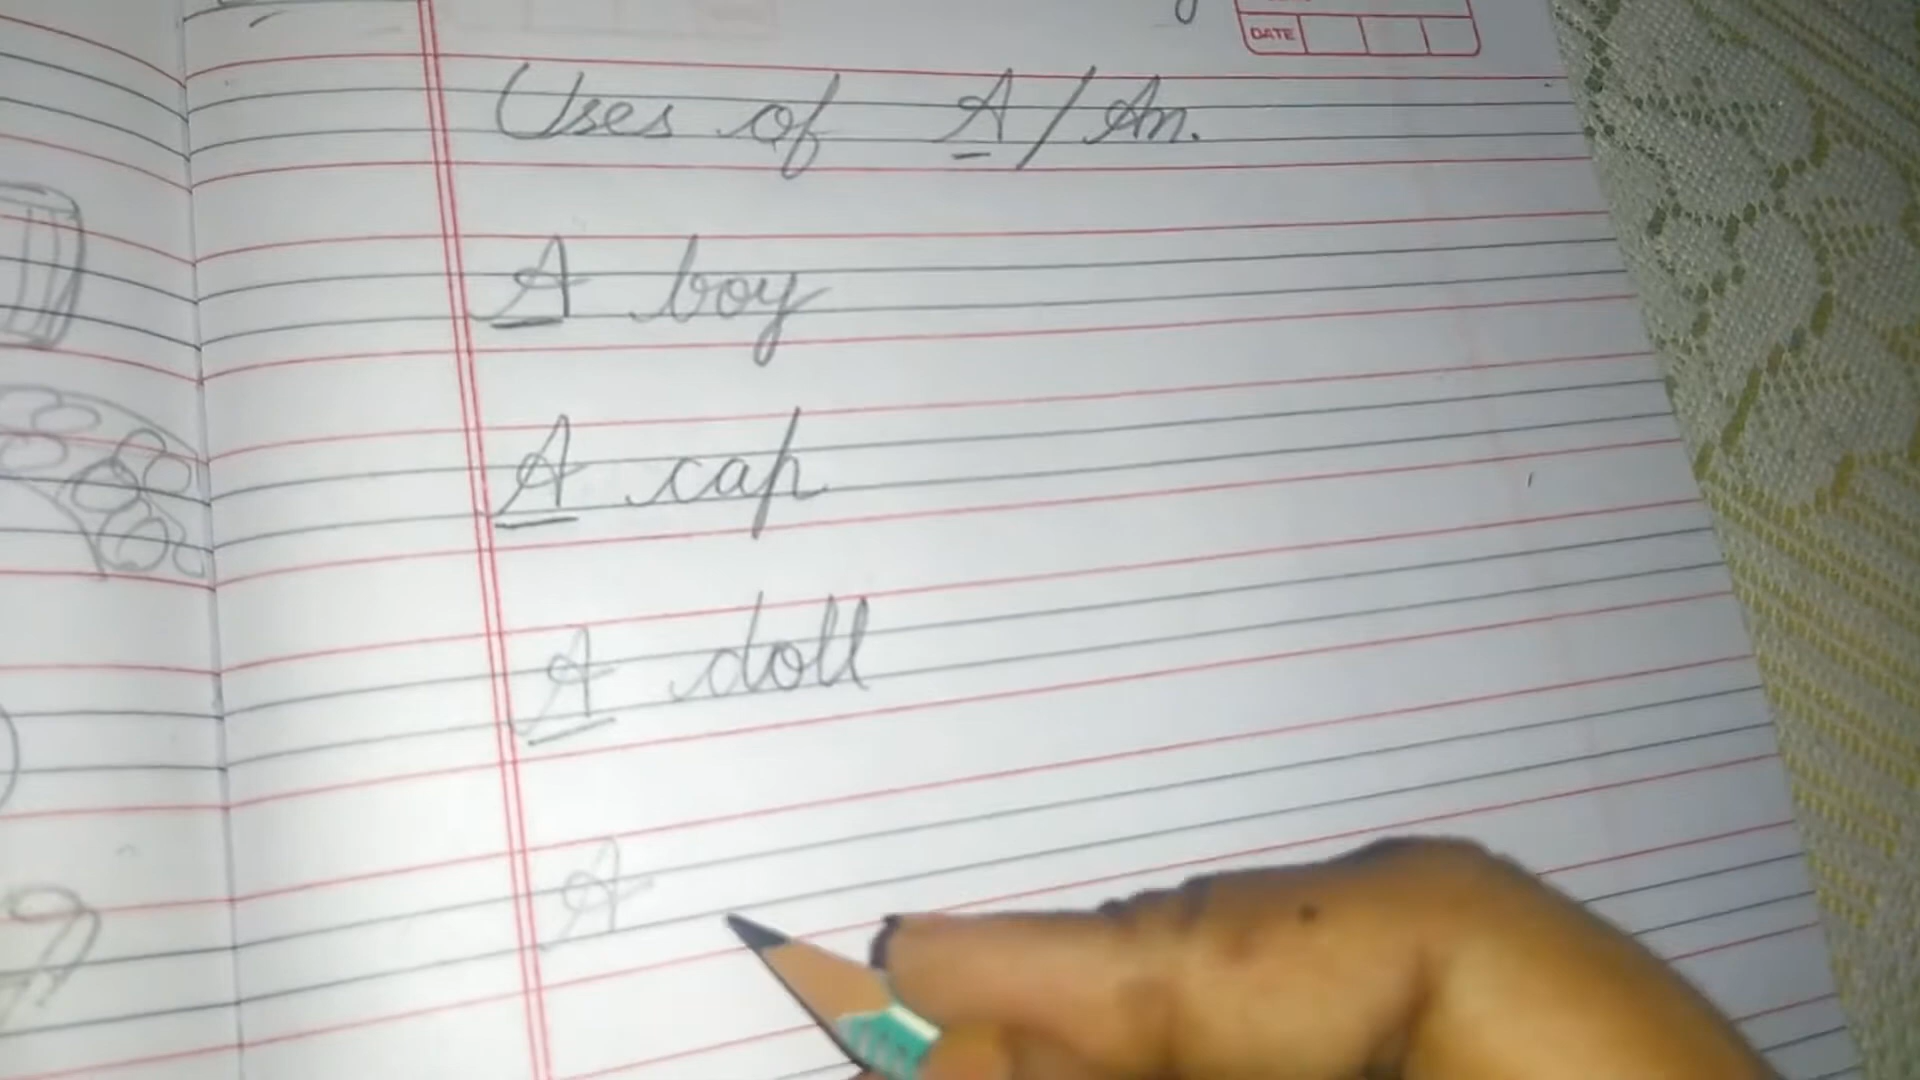 DATE
Uses of A/An.
A boy
A cap
A doll
A